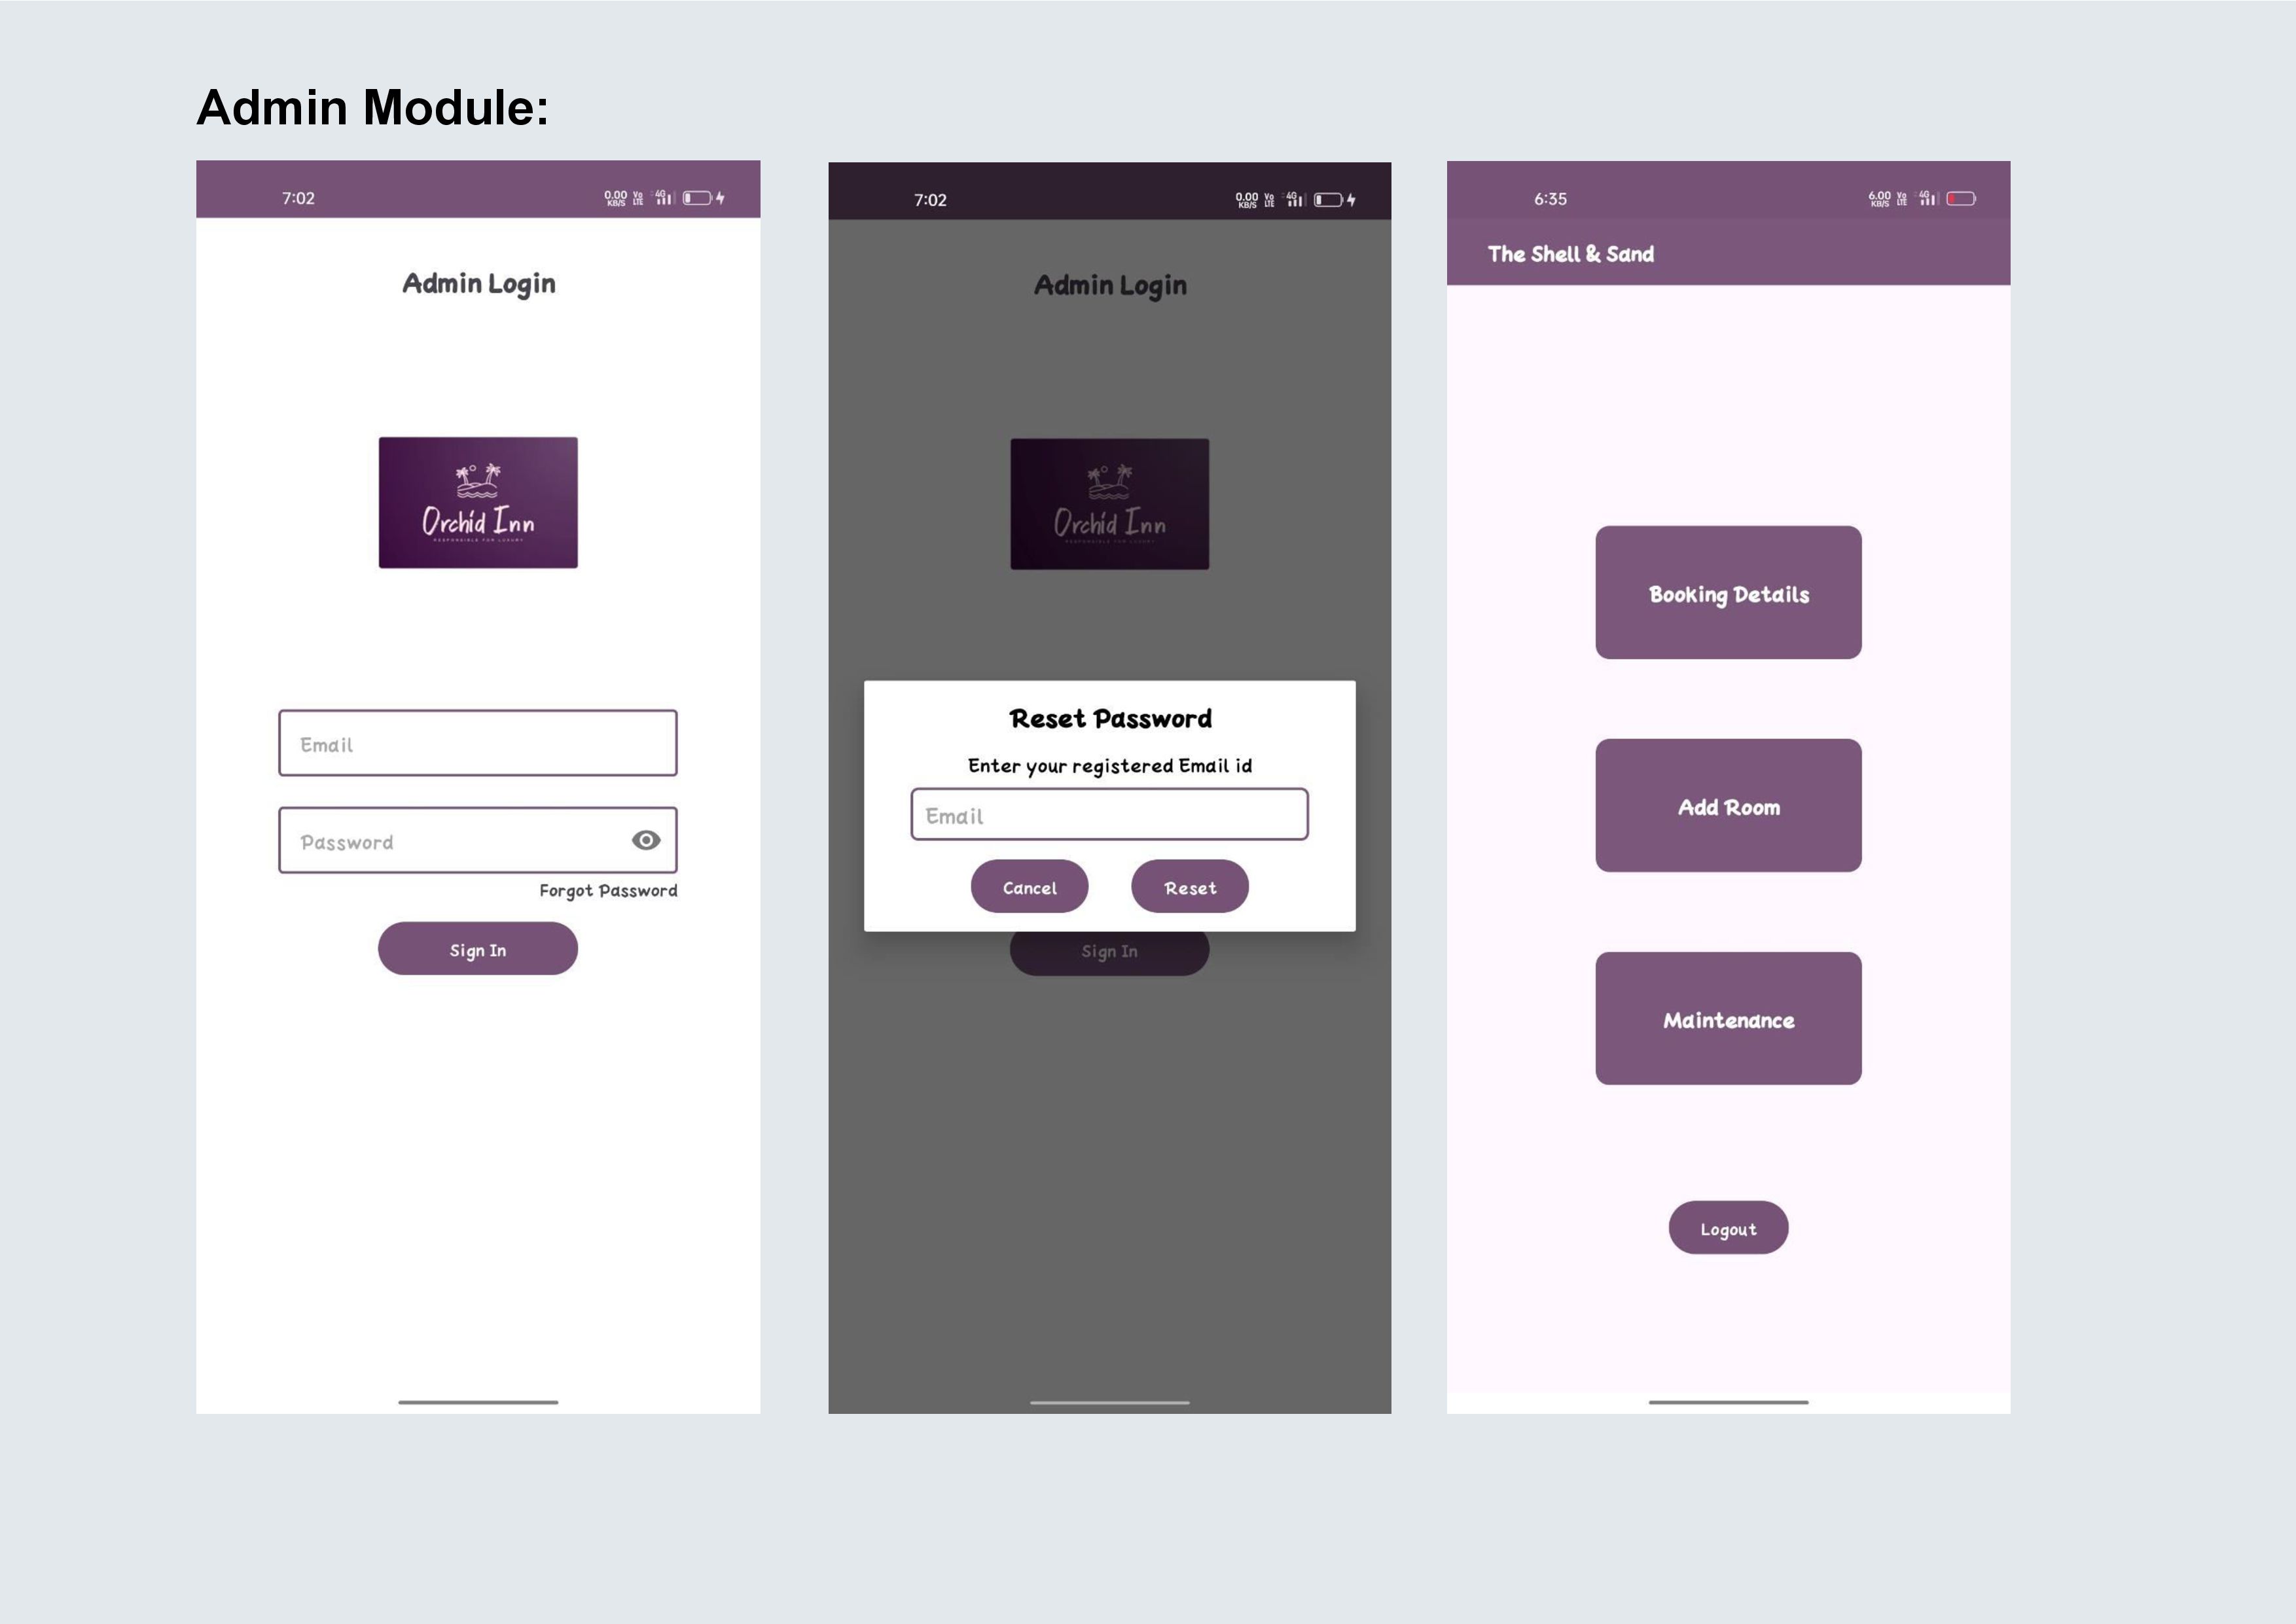 Admin Module:
7:02
0.00 KB/S Vo LTE 4G
Admin Login
Orchid Inn
RESPONSIBLE FOR LUXURY
Email
Password
Forgot Password
Sign In
7:02
0.00 KB/S Vo LTE 4G
Admin Login
Orchid Inn
RESPONSIBLE FOR LUXURY
Reset Password
Enter your registered Email id
Email
Cancel
Reset
Sign In
6:35
6.00 KB/S Vo LTE 4G
The Shell & Sand
Booking Details
Add Room
Maintenance
Logout